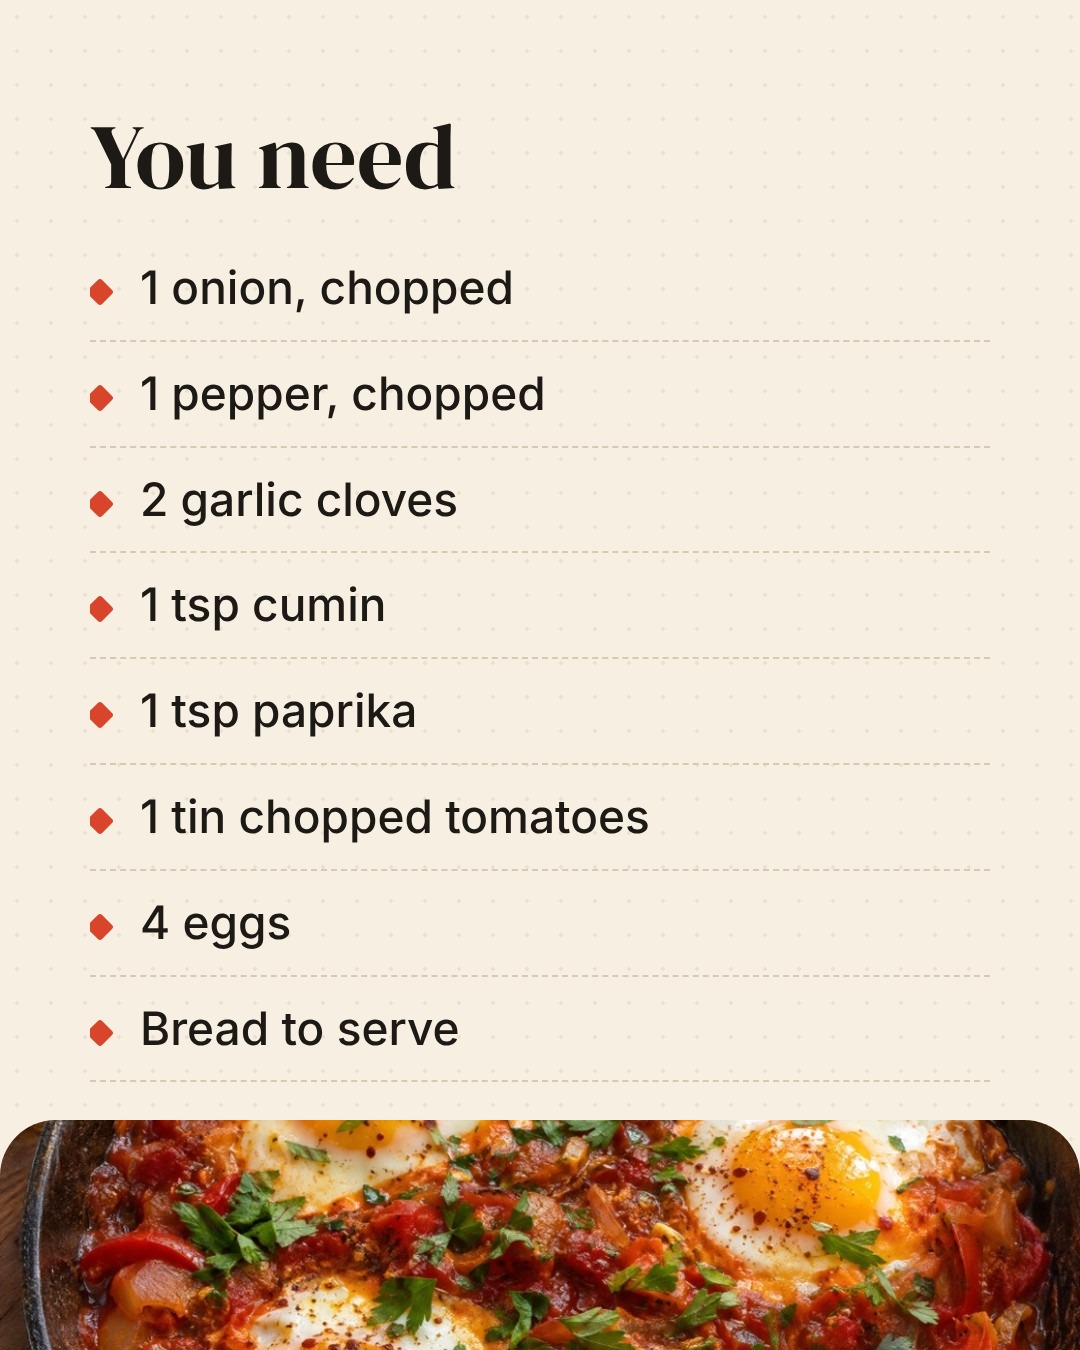 You need
1 onion, chopped
1 pepper, chopped
2 garlic cloves
1 tsp cumin
1 tsp paprika
1 tin chopped tomatoes
4 eggs
Bread to serve